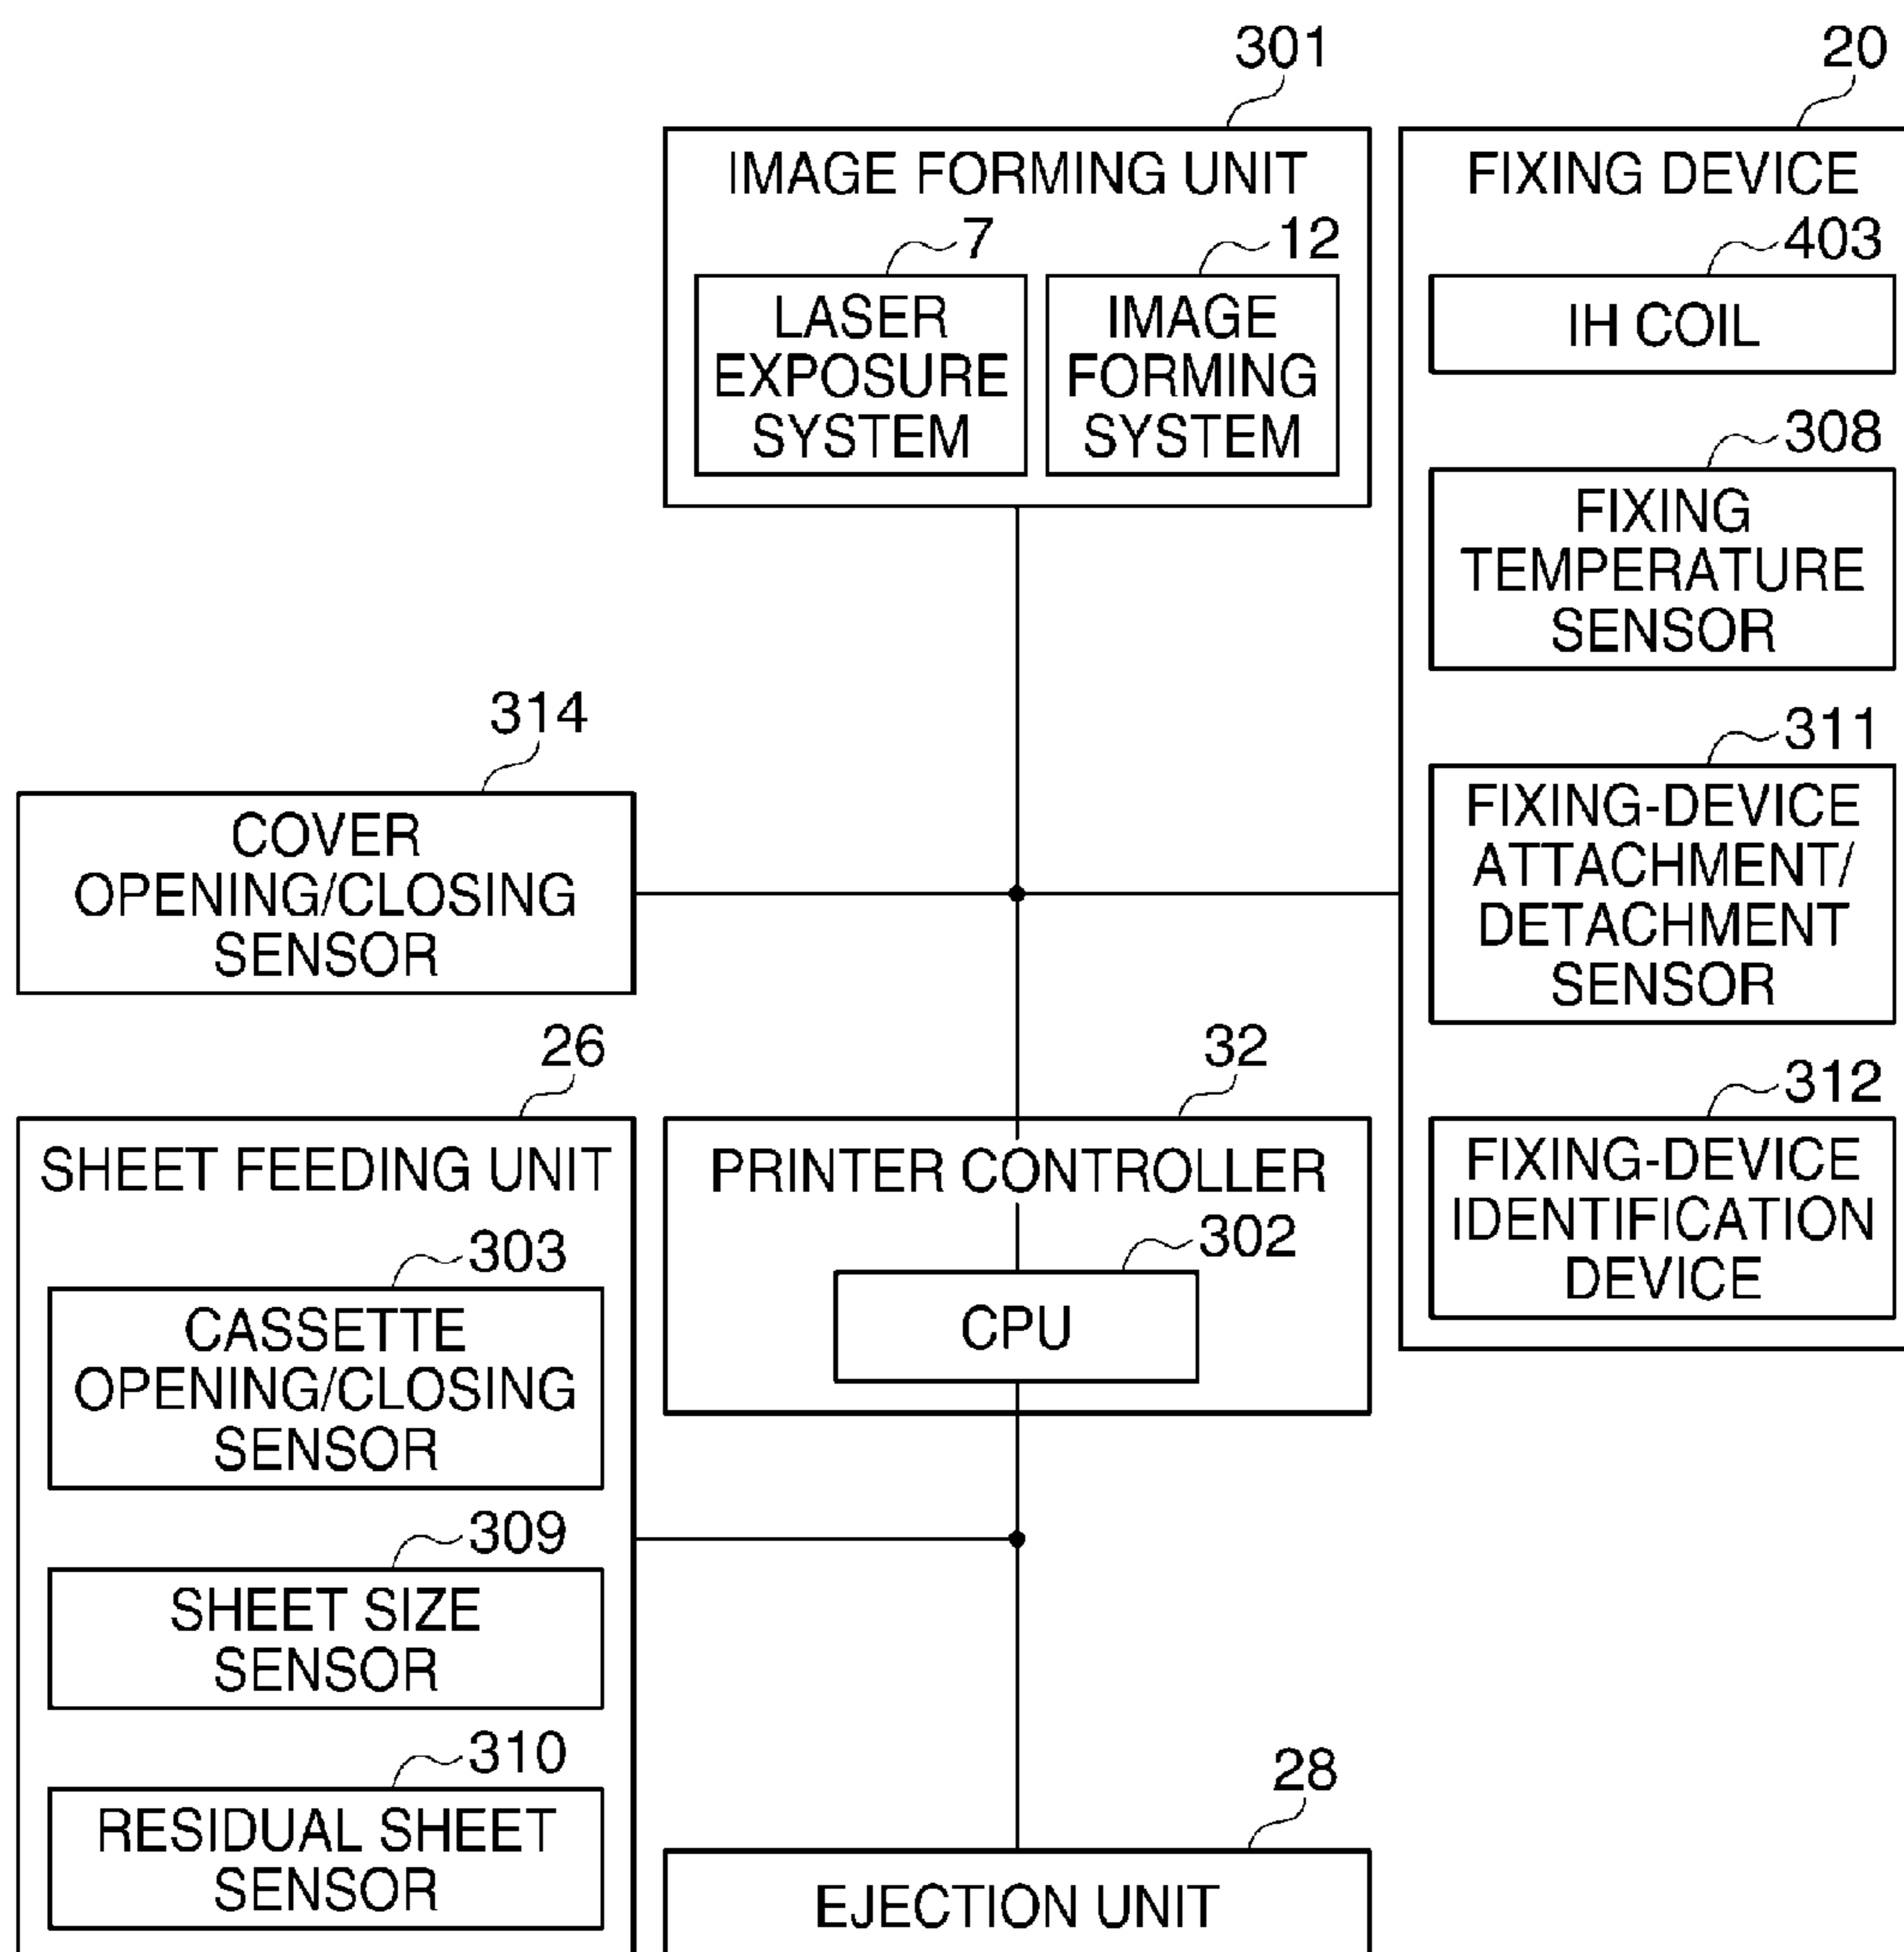 301
IMAGE FORMING UNIT
7
LASER
EXPOSURE
SYSTEM
12
IMAGE
FORMING
SYSTEM
20
FIXING DEVICE
403
IH COIL
308
FIXING
TEMPERATURE
SENSOR
311
FIXING-DEVICE
ATTACHMENT/
DETACHMENT
SENSOR
312
FIXING-DEVICE
IDENTIFICATION
DEVICE
314
COVER
OPENING/CLOSING
SENSOR
26
SHEET FEEDING UNIT
303
CASSETTE
OPENING/CLOSING
SENSOR
309
SHEET SIZE
SENSOR
310
RESIDUAL SHEET
SENSOR
32
PRINTER CONTROLLER
302
CPU
28
EJECTION UNIT